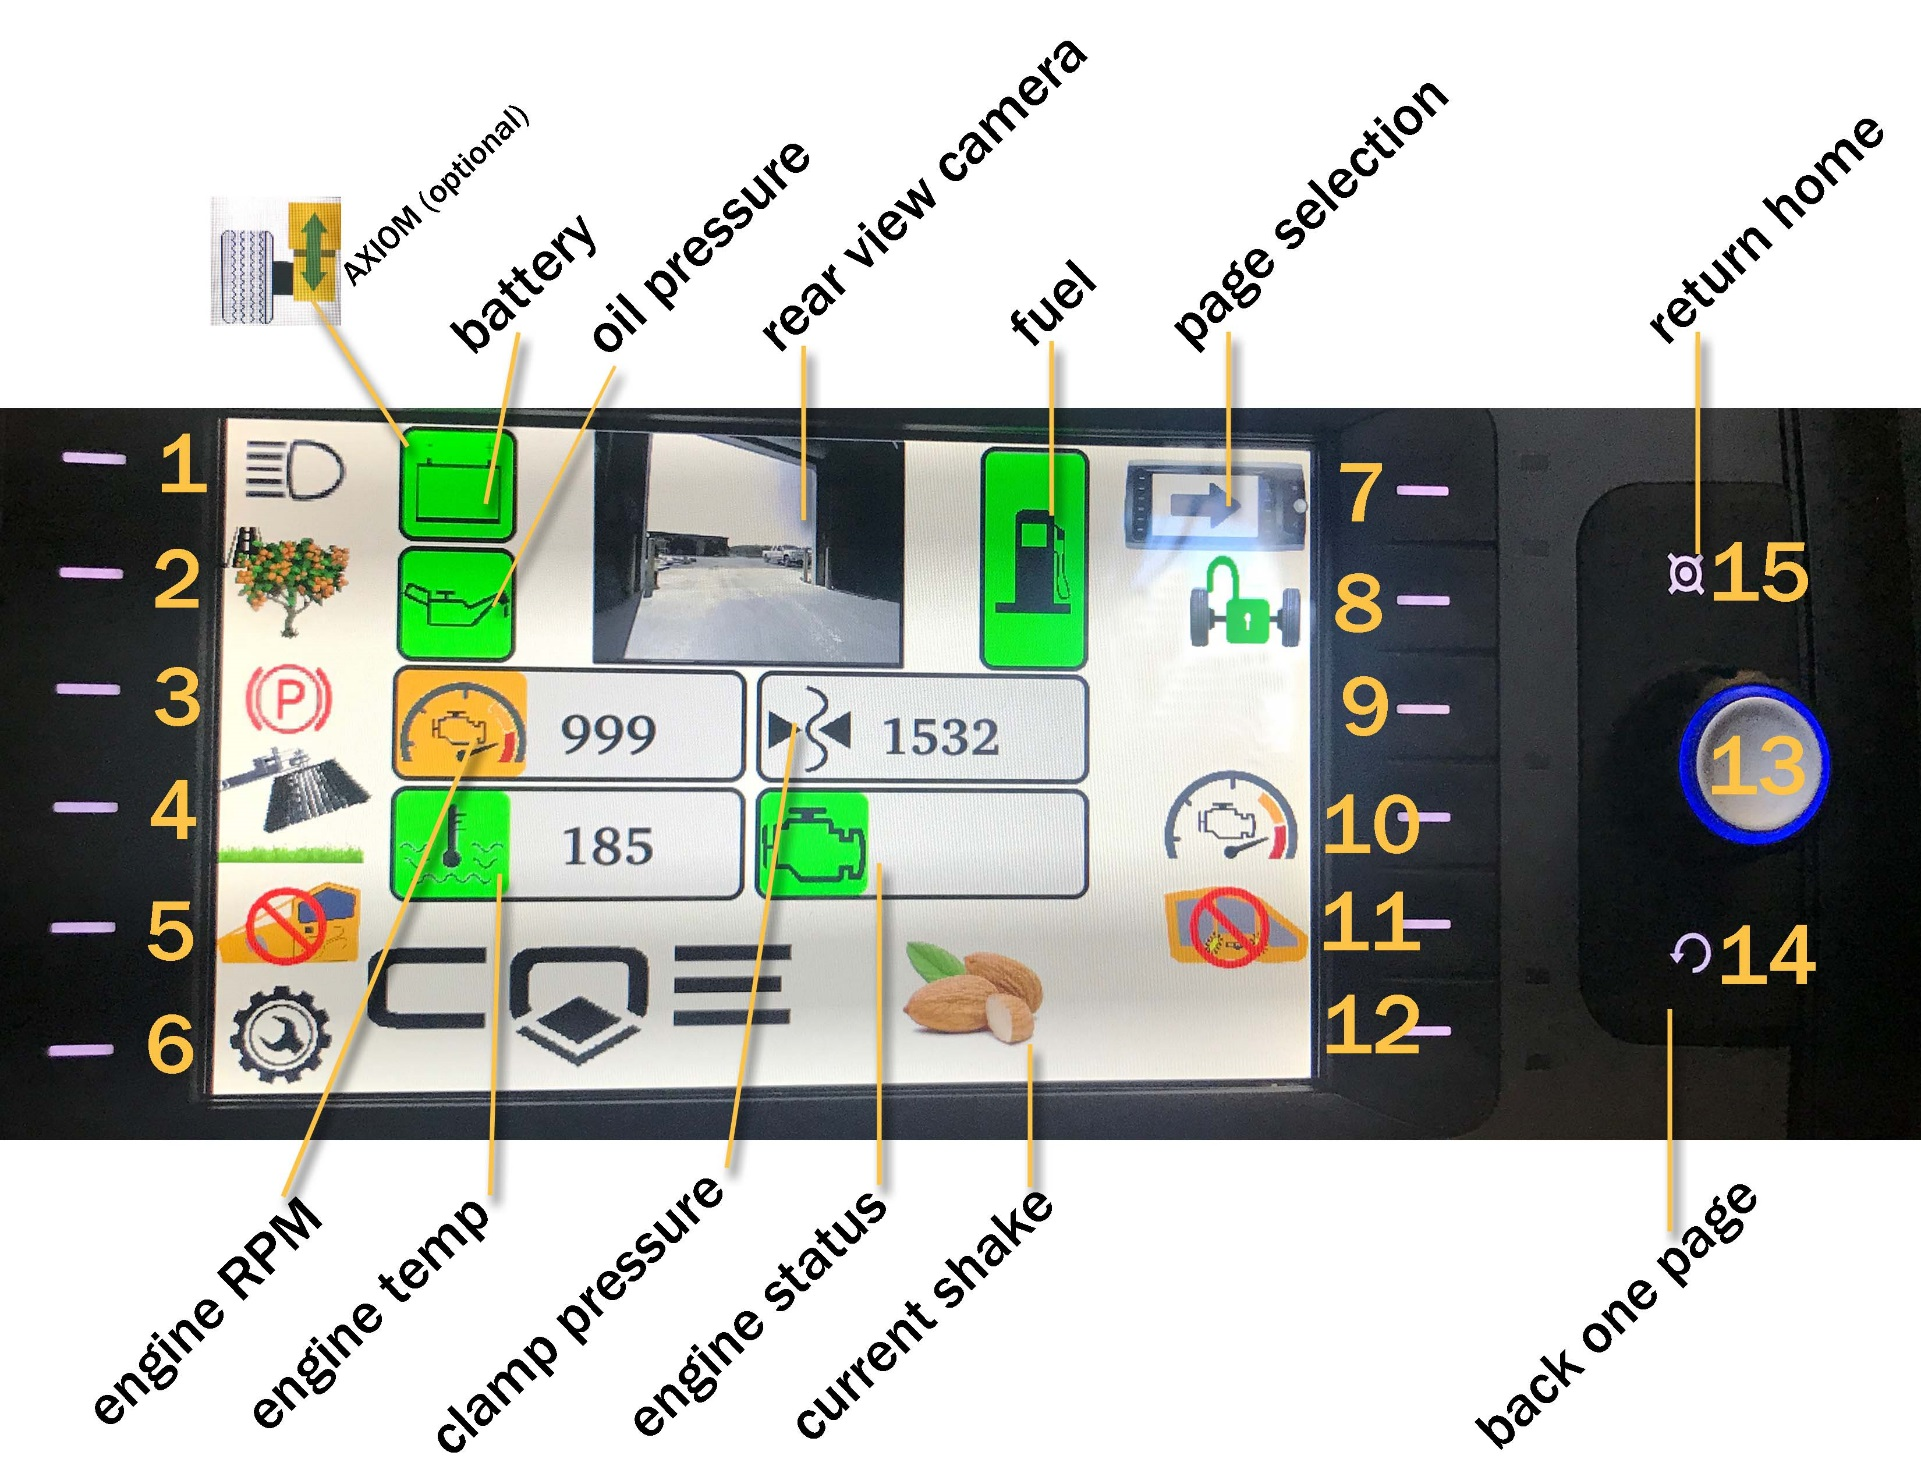 AXIOM (optional)
battery
oil pressure
rear view camera
fuel
page selection
return home
1
2
3
4
5
6
7
8
9
10
11
12
15
13
14
P
999
1532
185
engine RPM
engine temp
clamp pressure
engine status
current shake
back one page